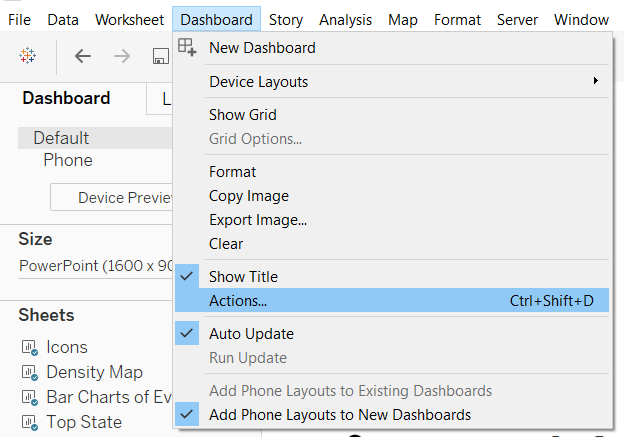 File Data Worksheet Dashboard Story Analysis Map Format Server Window
New Dashboard
Device Layouts
Show Grid
Grid Options...
Format
Copy Image
Export Image...
Clear
Show Title
Actions... Ctrl+Shift+D
Auto Update
Run Update
Add Phone Layouts to Existing Dashboards
Add Phone Layouts to New Dashboards
Dashboard L
Default
Phone
Device Preview
Size
PowerPoint (1600 x 90
Sheets
Icons
Density Map
Bar Charts of Ev
Top State